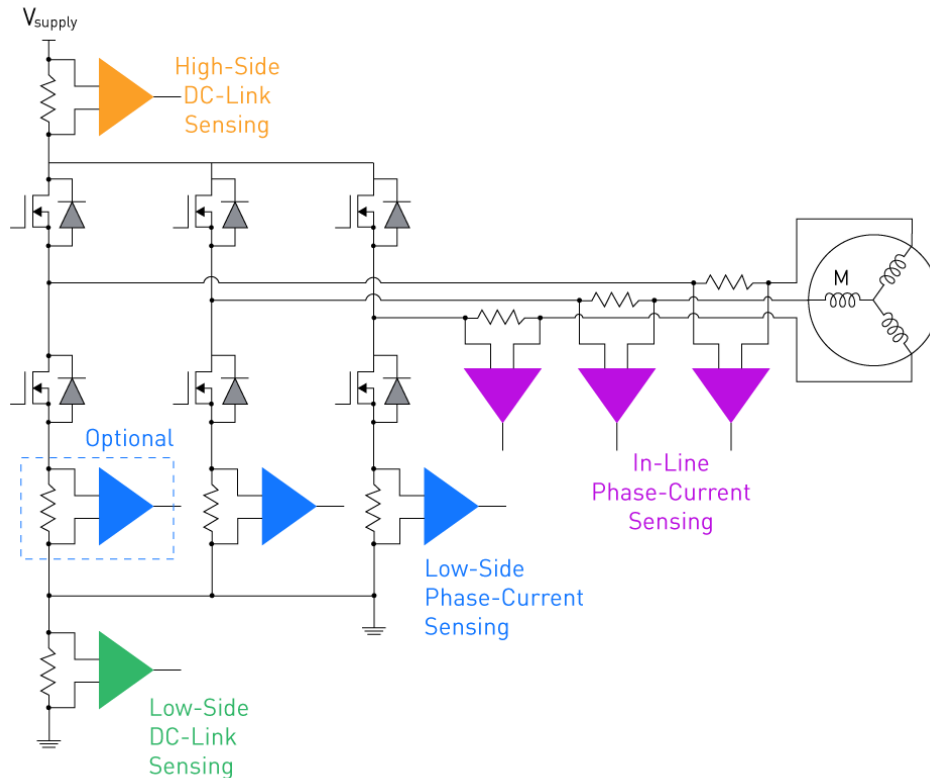 Vsupply
High-Side
DC-Link
Sensing
M
Optional
In-Line
Phase-Current
Sensing
Low-Side
Phase-Current
Sensing
Low-Side
DC-Link
Sensing